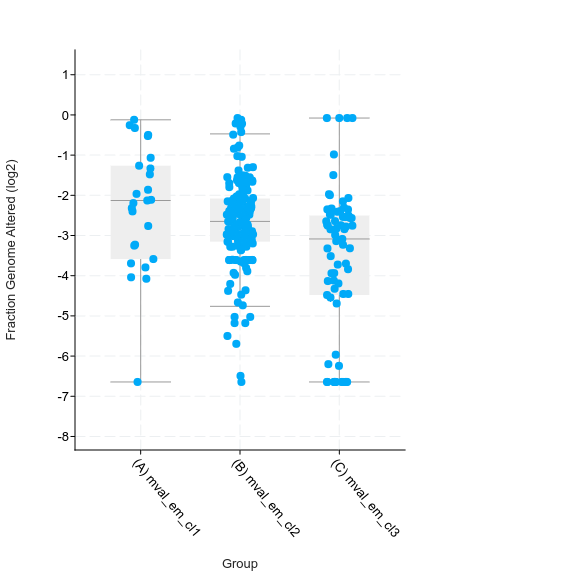 Fraction Genome Altered (log2)
1
0
-1
-2
-3
-4
-5
-6
-7
-8
(A) mval_em_cl1
(B) mval_em_cl2
(C) mval_em_cl3
Group